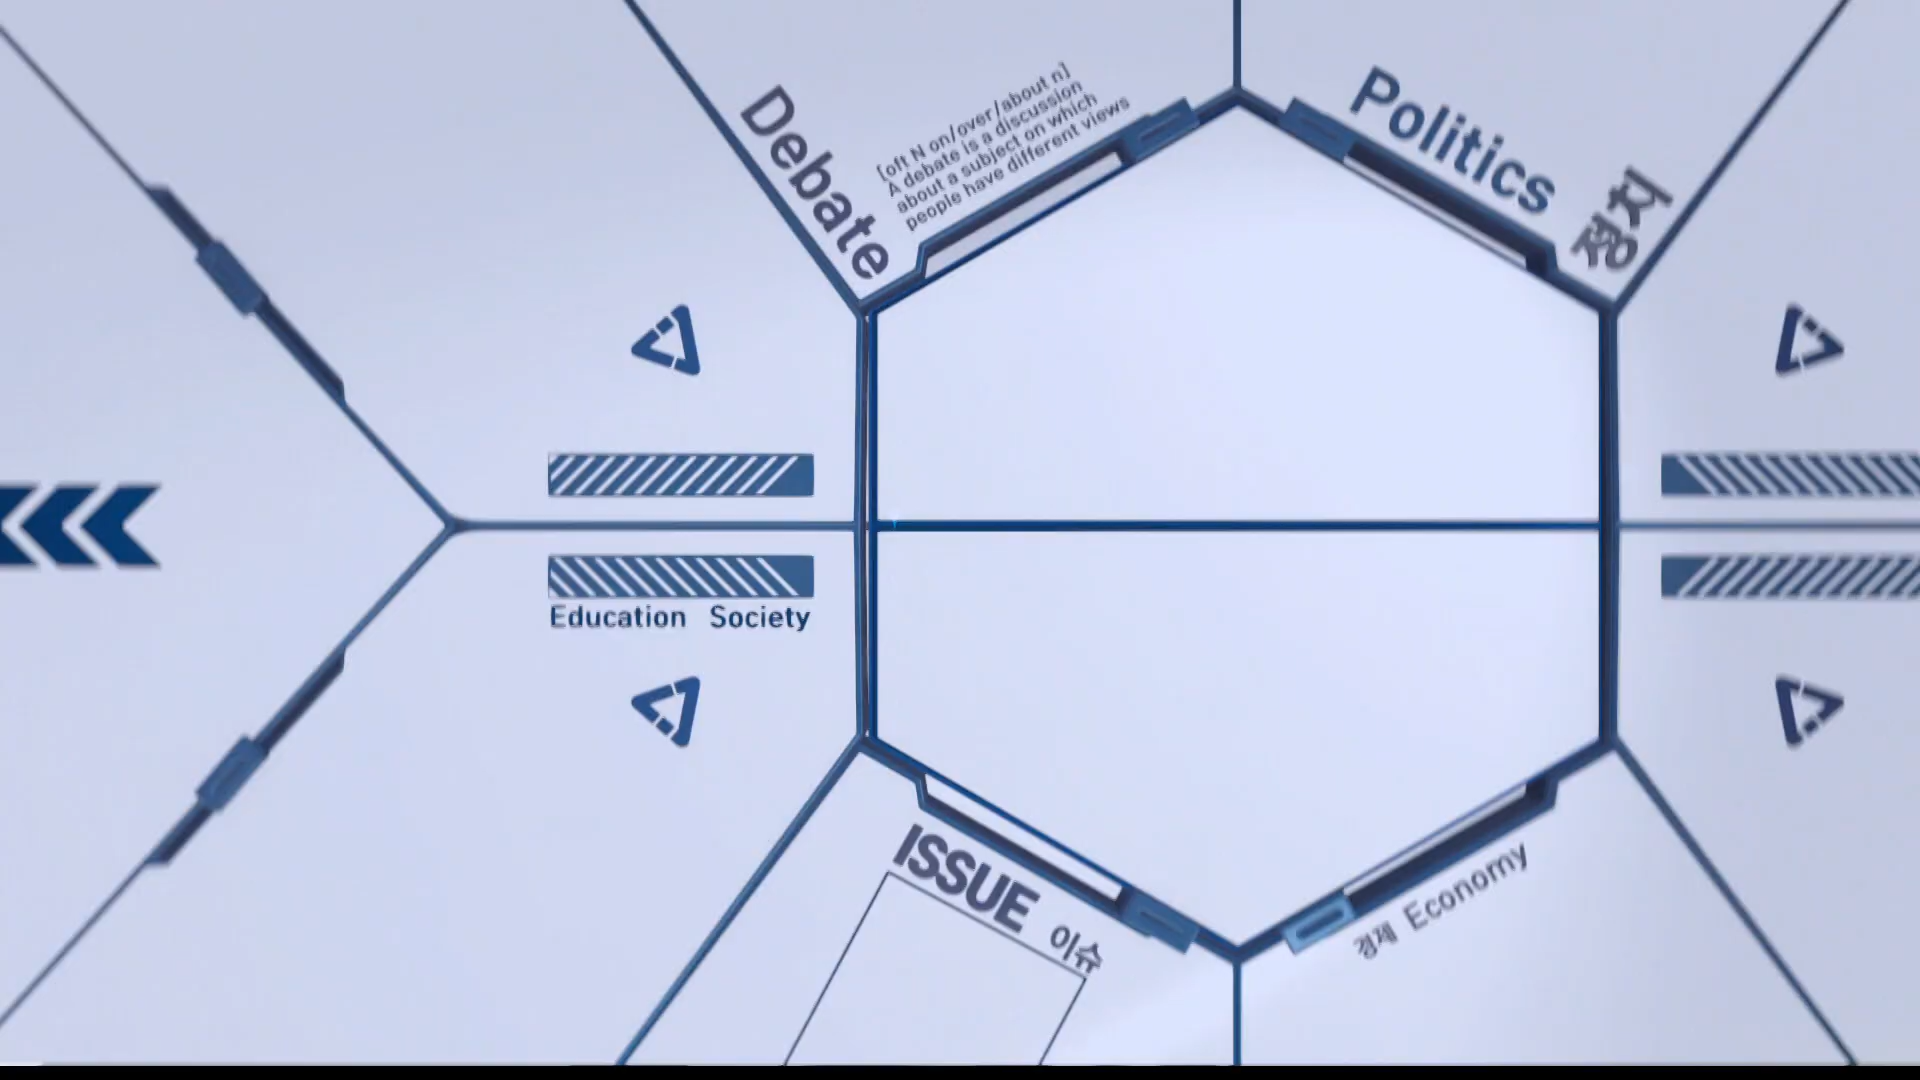 Debate
[oft N on/over/about n]
A debate is a discussion
about a subject on which
people have different views
Politics
정치
Education Society
ISSUE 이슈
경제 Economy